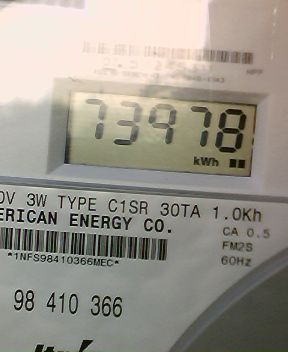 73978
kWh
0V 3W TYPE C1SR 30TA 1.0Kh
ERICAN ENERGY CO.
CA 0.5
*1NFS98410366MEC*
FM2S
60Hz
98 410 366